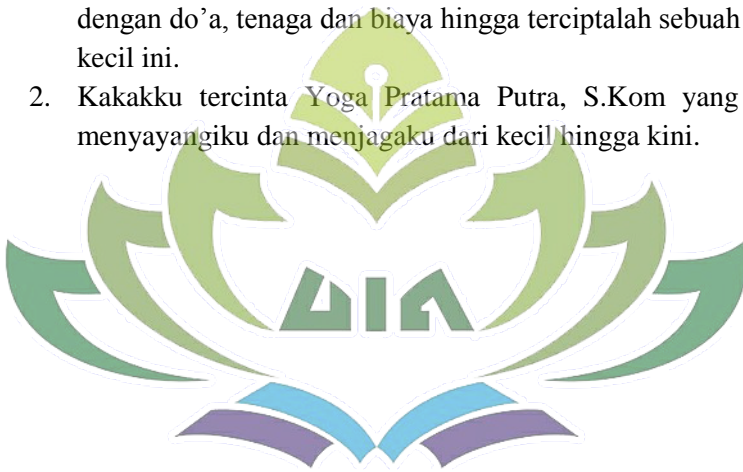 dengan do’a, tenaga dan biaya hingga terciptalah sebuah
kecil ini.
2. Kakakku tercinta Yoga Pratama Putra, S.Kom yang
menyayangiku dan menjagaku dari kecil hingga kini.
UIN